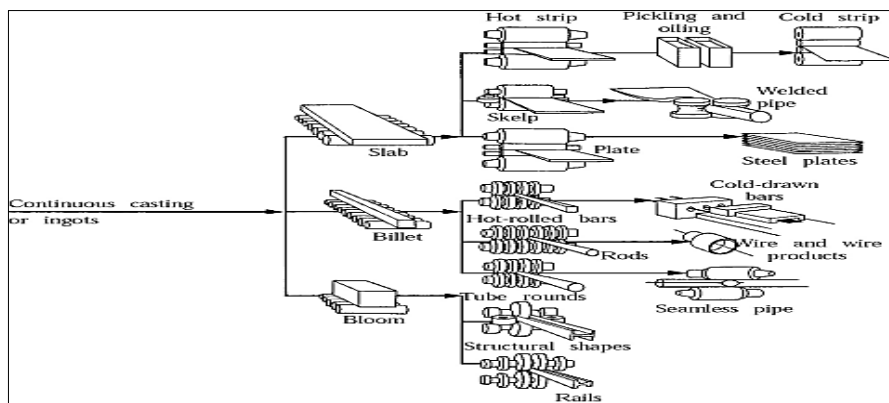 Hot strip
Pickling and
oiling
Cold strip
Skelp
Welded
pipe
Slab
Plate
Steel plates
Continuous casting
or ingots
Billet
Hot-rolled bars
Cold-drawn
bars
Rods
Wire and wire
products
Bloom
Tube rounds
Seamless pipe
Structural shapes
Rails